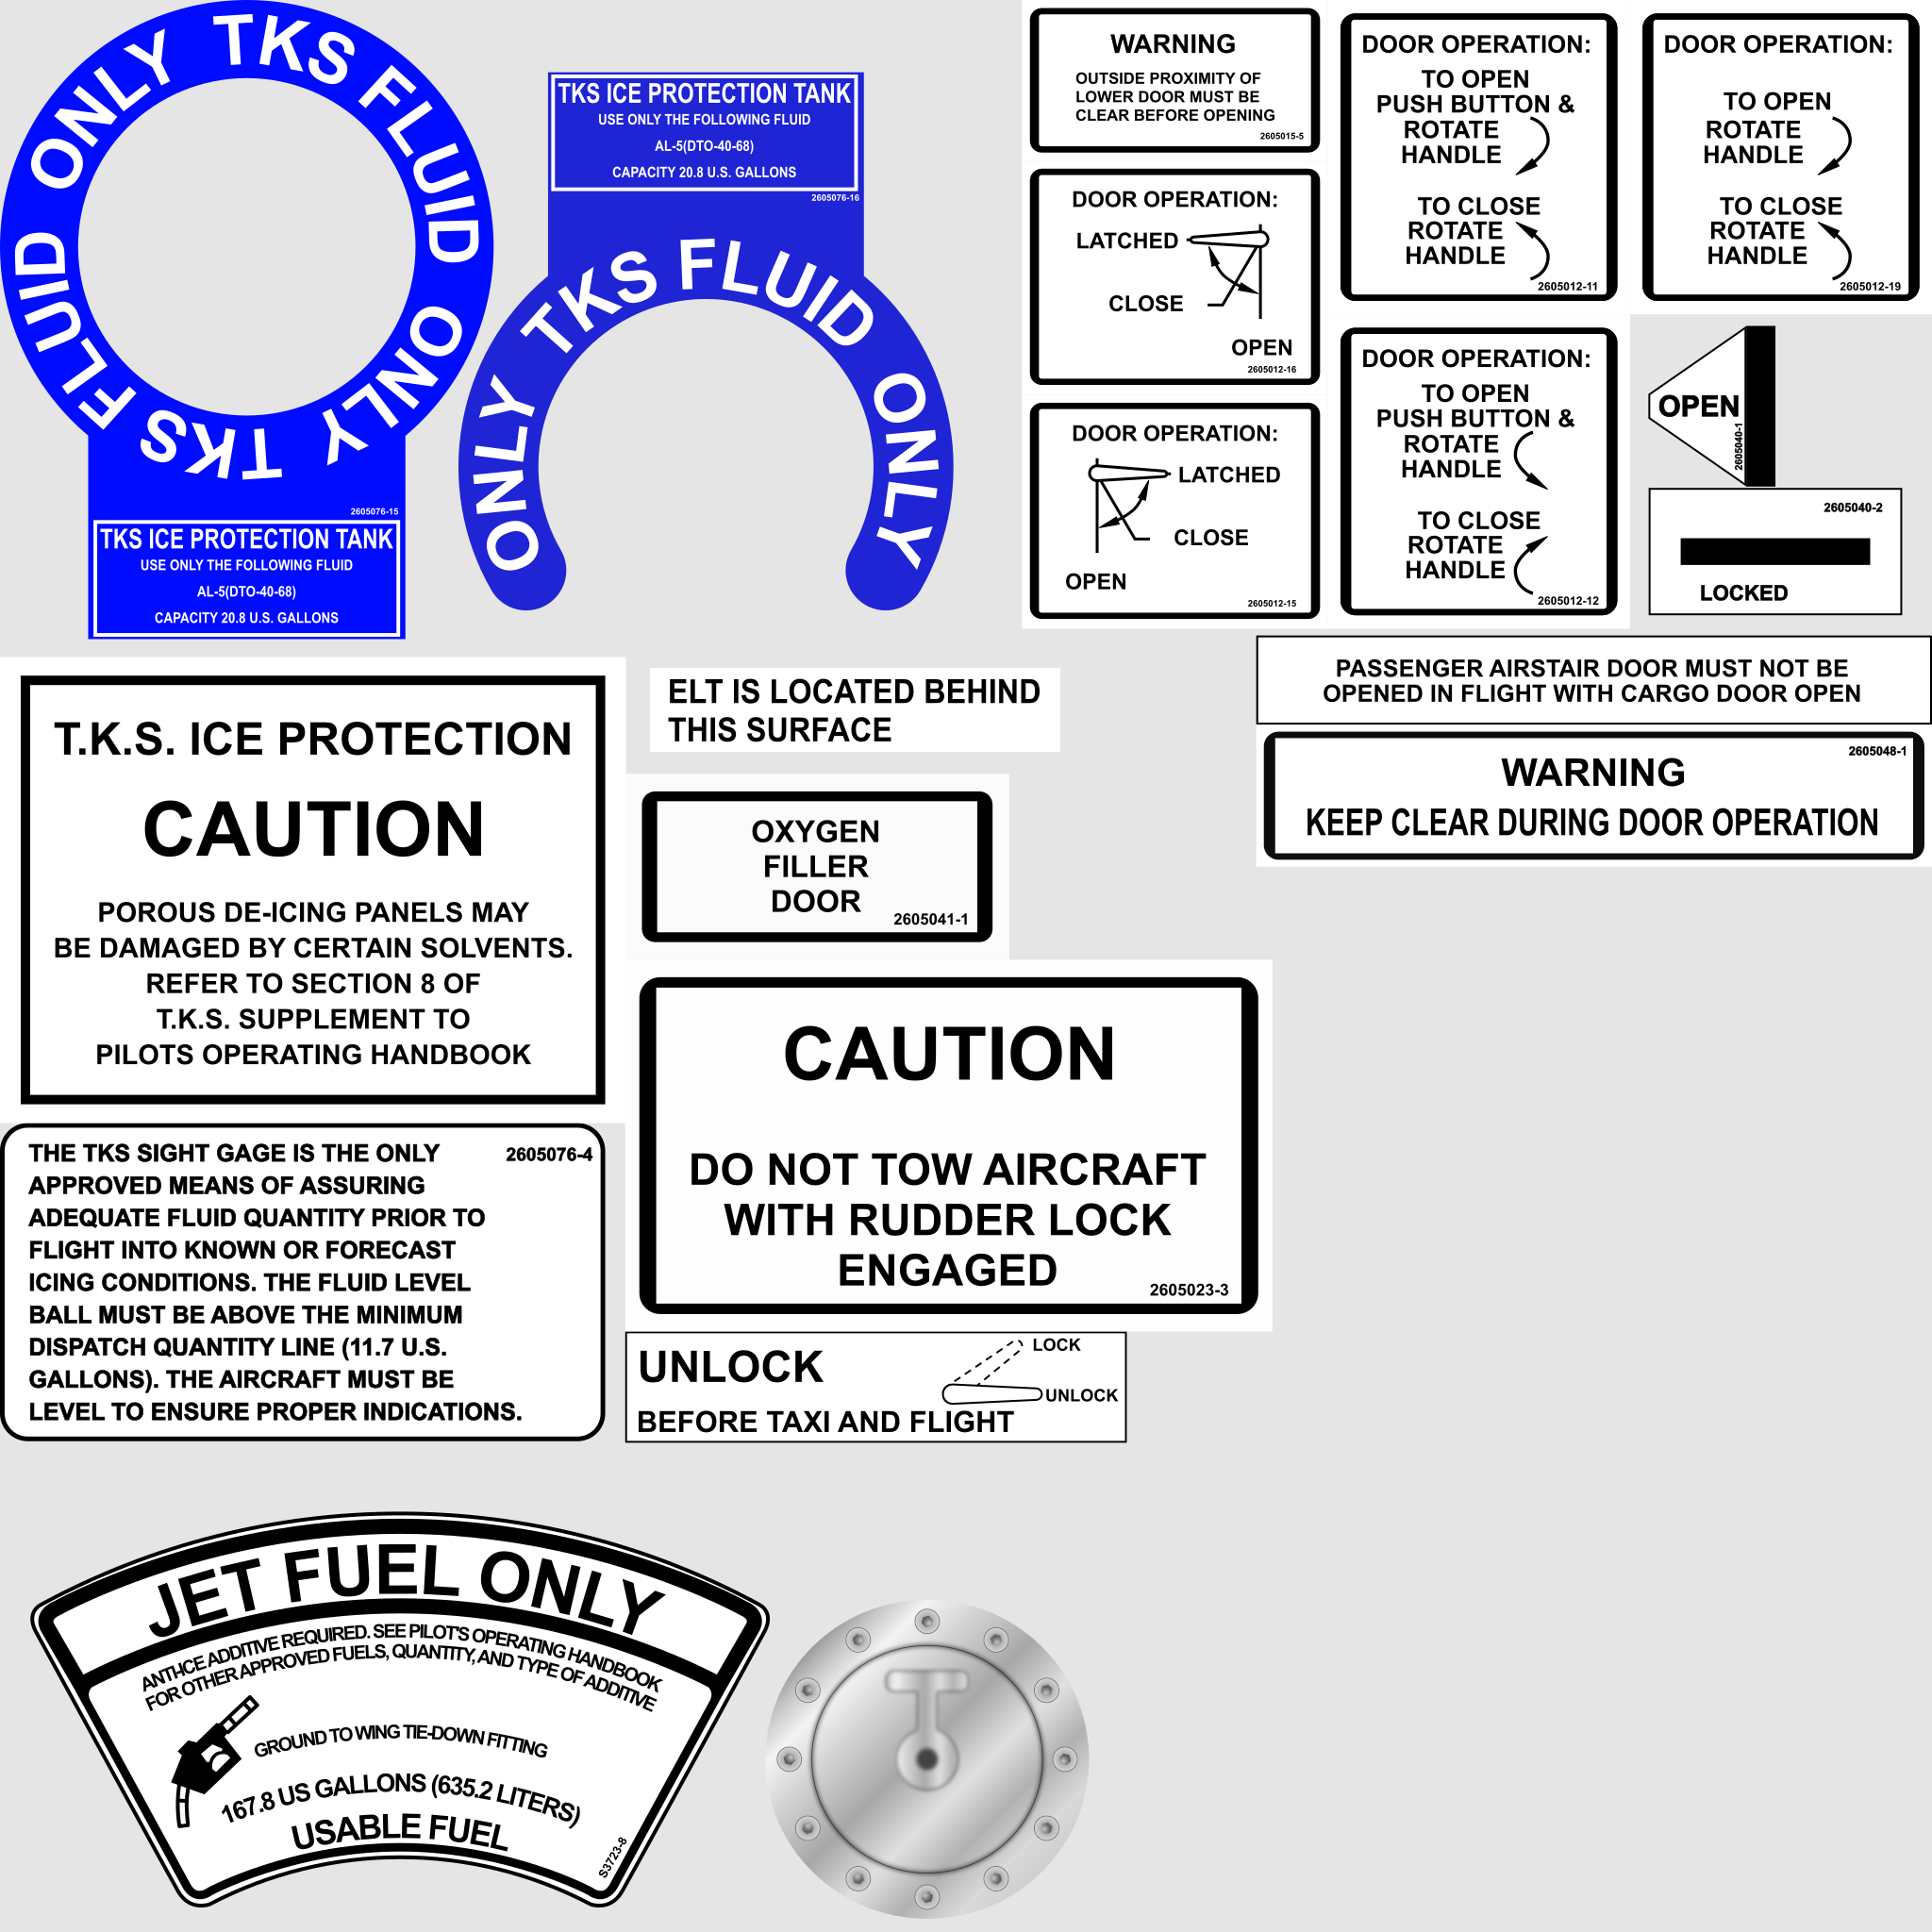 ONLY TKS FLUID ONLY TKS FLUID
2605076-15
TKS ICE PROTECTION TANK
USE ONLY THE FOLLOWING FLUID
AL-5(DTO-40-68)
CAPACITY 20.8 U.S. GALLONS
TKS ICE PROTECTION TANK
USE ONLY THE FOLLOWING FLUID
AL-5(DTO-40-68)
CAPACITY 20.8 U.S. GALLONS
2605076-16
ONLY TKS FLUID ONLY
WARNING
OUTSIDE PROXIMITY OF
LOWER DOOR MUST BE
CLEAR BEFORE OPENING
2605015-5
DOOR OPERATION:
LATCHED
CLOSE
OPEN
2605012-16
DOOR OPERATION:
LATCHED
CLOSE
OPEN
2605012-15
DOOR OPERATION:
TO OPEN
PUSH BUTTON &
ROTATE
HANDLE
TO CLOSE
ROTATE
HANDLE
2605012-11
DOOR OPERATION:
TO OPEN
ROTATE
HANDLE
TO CLOSE
ROTATE
HANDLE
2605012-19
DOOR OPERATION:
TO OPEN
PUSH BUTTON &
ROTATE
HANDLE
TO CLOSE
ROTATE
HANDLE
2605012-12
OPEN
2605040-1
2605040-2
LOCKED
PASSENGER AIRSTAIR DOOR MUST NOT BE
OPENED IN FLIGHT WITH CARGO DOOR OPEN
2605048-1
WARNING
KEEP CLEAR DURING DOOR OPERATION
T.K.S. ICE PROTECTION
CAUTION
POROUS DE-ICING PANELS MAY
BE DAMAGED BY CERTAIN SOLVENTS.
REFER TO SECTION 8 OF
T.K.S. SUPPLEMENT TO
PILOTS OPERATING HANDBOOK
ELT IS LOCATED BEHIND
THIS SURFACE
OXYGEN
FILLER
DOOR
2605041-1
CAUTION
DO NOT TOW AIRCRAFT
WITH RUDDER LOCK
ENGAGED
2605023-3
THE TKS SIGHT GAGE IS THE ONLY
2605076-4
APPROVED MEANS OF ASSURING
ADEQUATE FLUID QUANTITY PRIOR TO
FLIGHT INTO KNOWN OR FORECAST
ICING CONDITIONS. THE FLUID LEVEL
BALL MUST BE ABOVE THE MINIMUM
DISPATCH QUANTITY LINE (11.7 U.S.
GALLONS). THE AIRCRAFT MUST BE
LEVEL TO ENSURE PROPER INDICATIONS.
UNLOCK
LOCK
UNLOCK
BEFORE TAXI AND FLIGHT
JET FUEL ONLY
ANTI-ICE ADDITIVE REQUIRED. SEE PILOT'S OPERATING HANDBOOK
FOR OTHER APPROVED FUELS, QUANTITY, AND TYPE OF ADDITIVE
GROUND TO WING TIE-DOWN FITTING
167.8 US GALLONS (635.2 LITERS)
USABLE FUEL
S3723-8